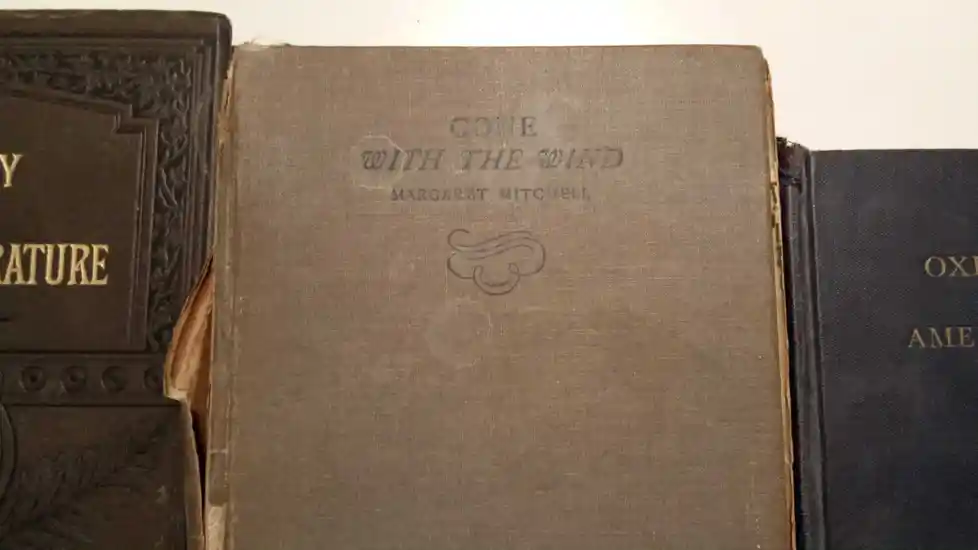 Y
RATURE
GONE
WITH THE WIND
MARGARET MITCHELL
OX
AME